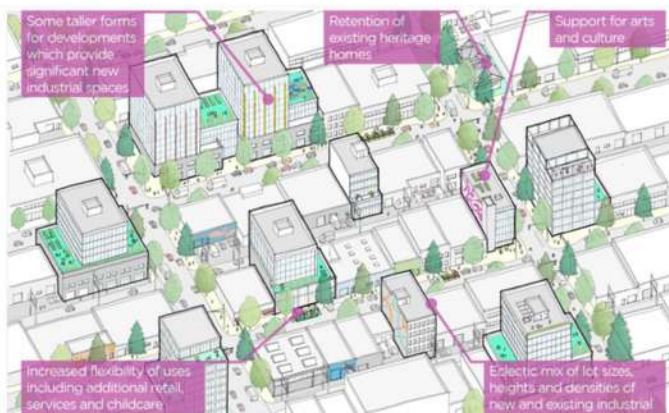 Some taller forms
for developments
which provide
significant new
industrial spaces
Retention of
existing heritage
homes
Support for arts
and culture
Increased flexibility of uses
including additional retail,
services and childcare
Eclectic mix of lot sizes,
heights and densities of
new and existing industrial